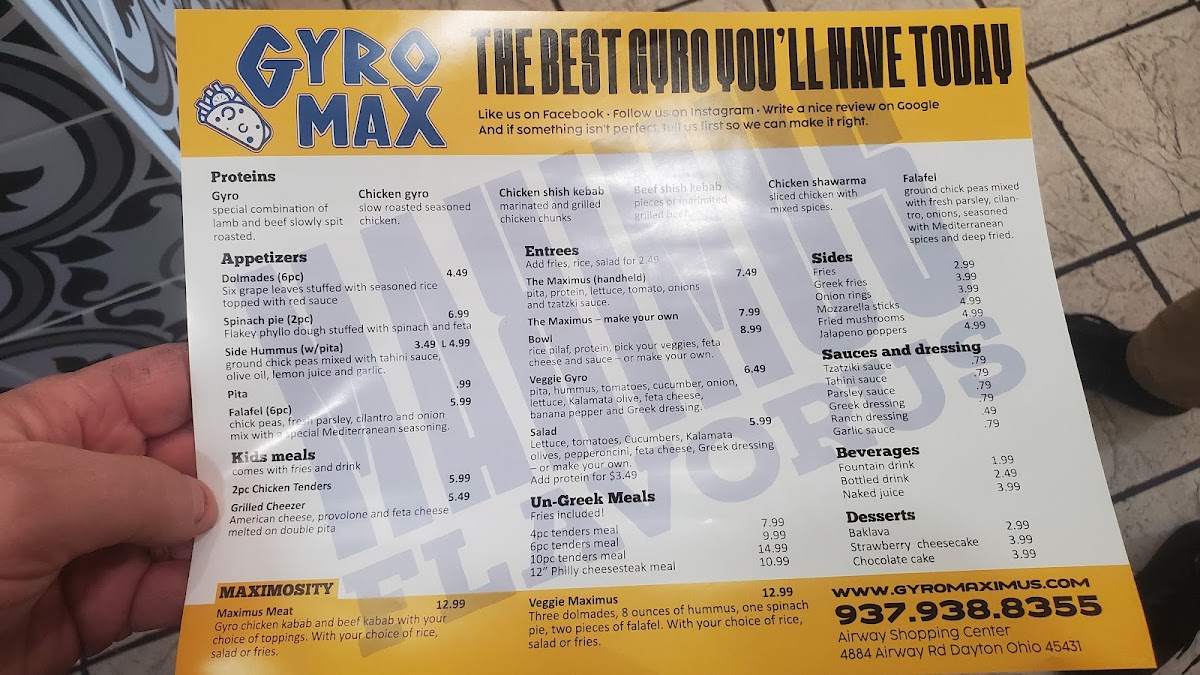 GYRO
MAX
THE BEST GYRO YOU'LL HAVE TODAY
Like us on Facebook • Follow us on Instagram • Write a nice review on Google
And if something isn't perfect, tell us first so we can make it right.
Proteins
Gyro
special combination of
lamb and beef slowly spit
roasted.
Chicken gyro
slow roasted seasoned
chicken.
Chicken shish kebab
marinated and grilled
chicken chunks
Beef shish kebab
pieces of marinated
grilled beef
Chicken shawarma
sliced chicken with
mixed spices.
Falafel
ground chick peas mixed
with fresh parsley, cilan-
tro, onions, seasoned
with Mediterranean
spices and deep fried.
Appetizers
Dolmades (6pc) 4.49
Six grape leaves stuffed with seasoned rice
topped with red sauce
Spinach pie (2pc) 6.99
Flakey phyllo dough stuffed with spinach and feta
Side Hummus (w/pita) 3.49 L 4.99
ground chick peas mixed with tahini sauce,
olive oil, lemon juice and garlic.
Pita .99
Falafel (6pc) 5.99
chick peas, fresh parsley, cilantro and onion
mix with a special Mediterranean seasoning.
Kids meals
comes with fries and drink
2pc Chicken Tenders 5.99
Grilled Cheezer 5.49
American cheese, provolone and feta cheese
melted on double pita
Entrees
Add fries, rice, salad for 2.49
The Maximus (handheld) 7.49
pita, protein, lettuce, tomato, onions
and tzatzki sauce.
The Maximus – make your own 7.99
Bowl 8.99
rice pilaf, protein, pick your veggies, feta
cheese and sauce – or make your own.
Veggie Gyro 6.49
pita, hummus, tomatoes, cucumber, onion,
lettuce, Kalamata olive, feta cheese,
banana pepper and Greek dressing.
Salad 5.99
Lettuce, tomatoes, Cucumbers, Kalamata
olives, pepperoncini, feta cheese, Greek dressing
– or make your own.
Add protein for $3.49
Un-Greek Meals
Fries included!
4pc tenders meal 7.99
6pc tenders meal 9.99
10pc tenders meal 14.99
12" Philly cheesesteak meal 10.99
Sides
Fries 2.99
Greek fries 3.99
Onion rings 3.99
Mozzarella sticks 4.99
Fried mushrooms 4.99
Jalapeno poppers 4.99
Sauces and dressing
Tzatziki sauce .79
Tahini sauce .79
Parsley sauce .79
Greek dressing .79
Ranch dressing .49
Garlic sauce .79
Beverages
Fountain drink 1.99
Bottled drink 2.49
Naked juice 3.99
Desserts
Baklava 2.99
Strawberry cheesecake 3.99
Chocolate cake 3.99
MAXIMUS
MAXIMUM
FLAVORUS
MAXIMOSITY
Maximus Meat 12.99
Gyro chicken kabab and beef kabab with your
choice of toppings. With your choice of rice,
salad or fries.
Veggie Maximus 12.99
Three dolmades, 8 ounces of hummus, one spinach
pie, two pieces of falafel. With your choice of rice,
salad or fries.
WWW.GYROMAXIMUS.COM
937.938.8355
Airway Shopping Center
4884 Airway Rd Dayton Ohio 45431